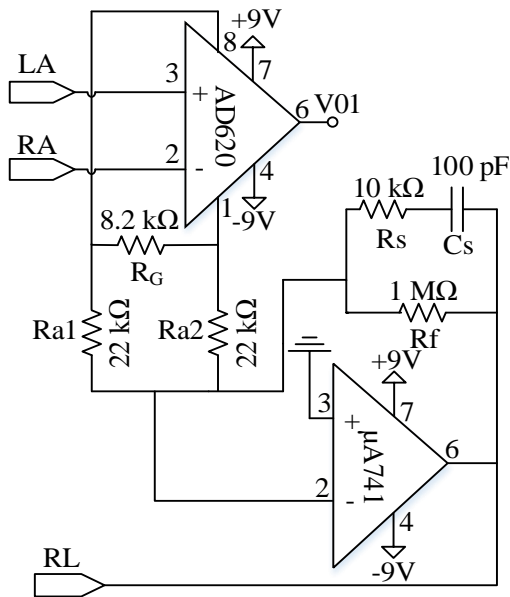 +9V
8
7
LA
3
+
AD620
6 V01
RA
2
-
4
-9V
1
8.2 kΩ
R_G
100 pF
10 kΩ
Rs
Cs
1 MΩ
Rf
Ra1
22 kΩ
Ra2
22 kΩ
+9V
7
3
+
µA741
6
2
-
4
-9V
RL